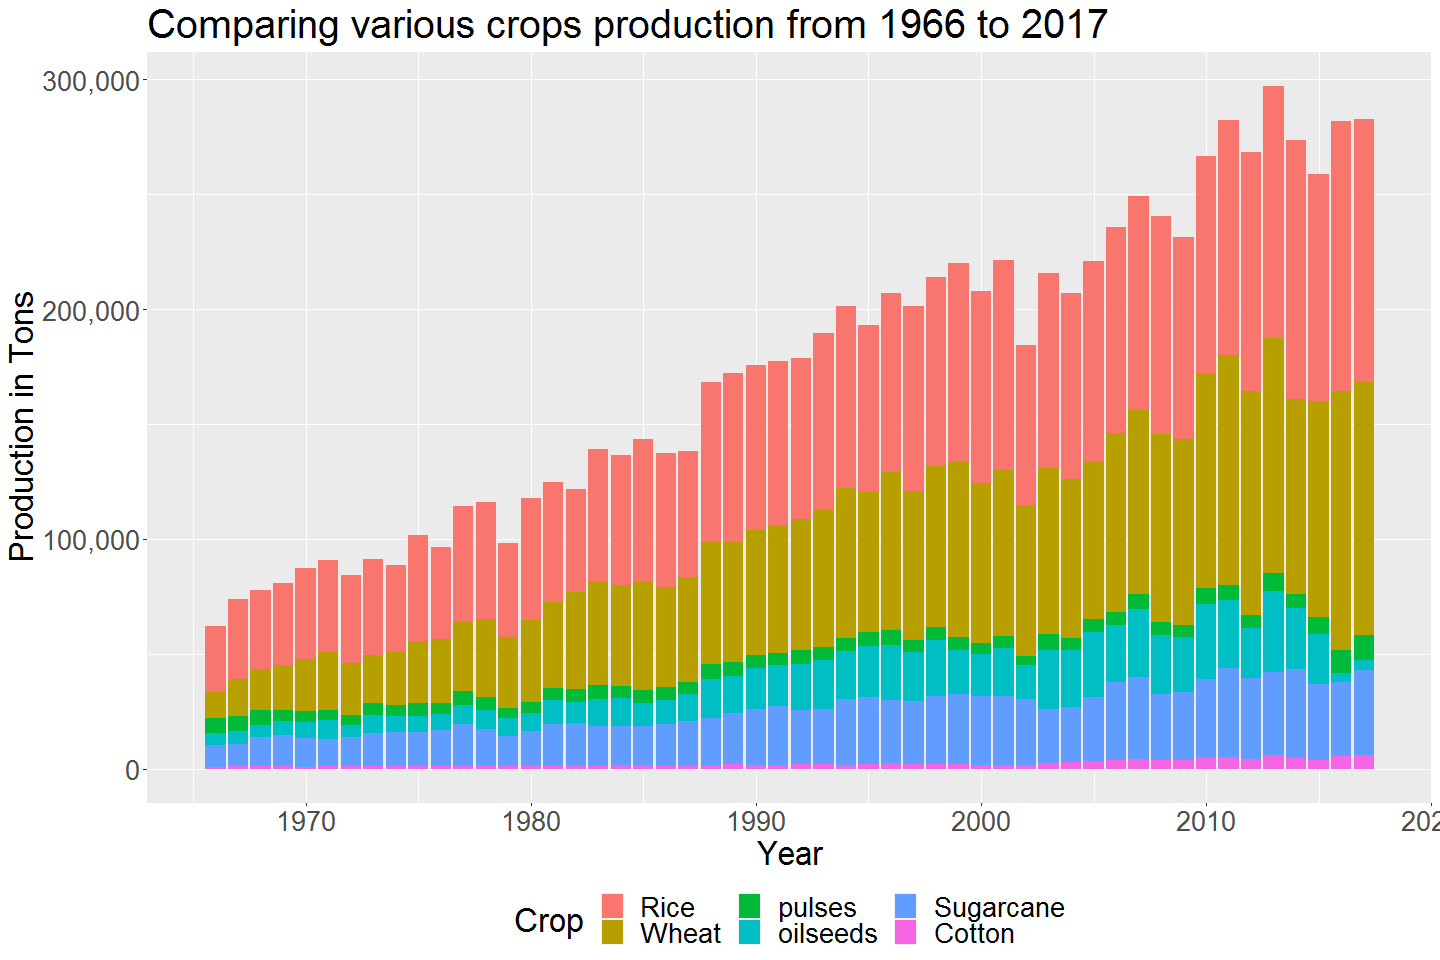 Comparing various crops production from 1966 to 2017
300,000
200,000
100,000
0
Production in Tons
1970 1980 1990 2000 2010 202
Year
Crop
Rice pulses Sugarcane
Wheat oilseeds Cotton